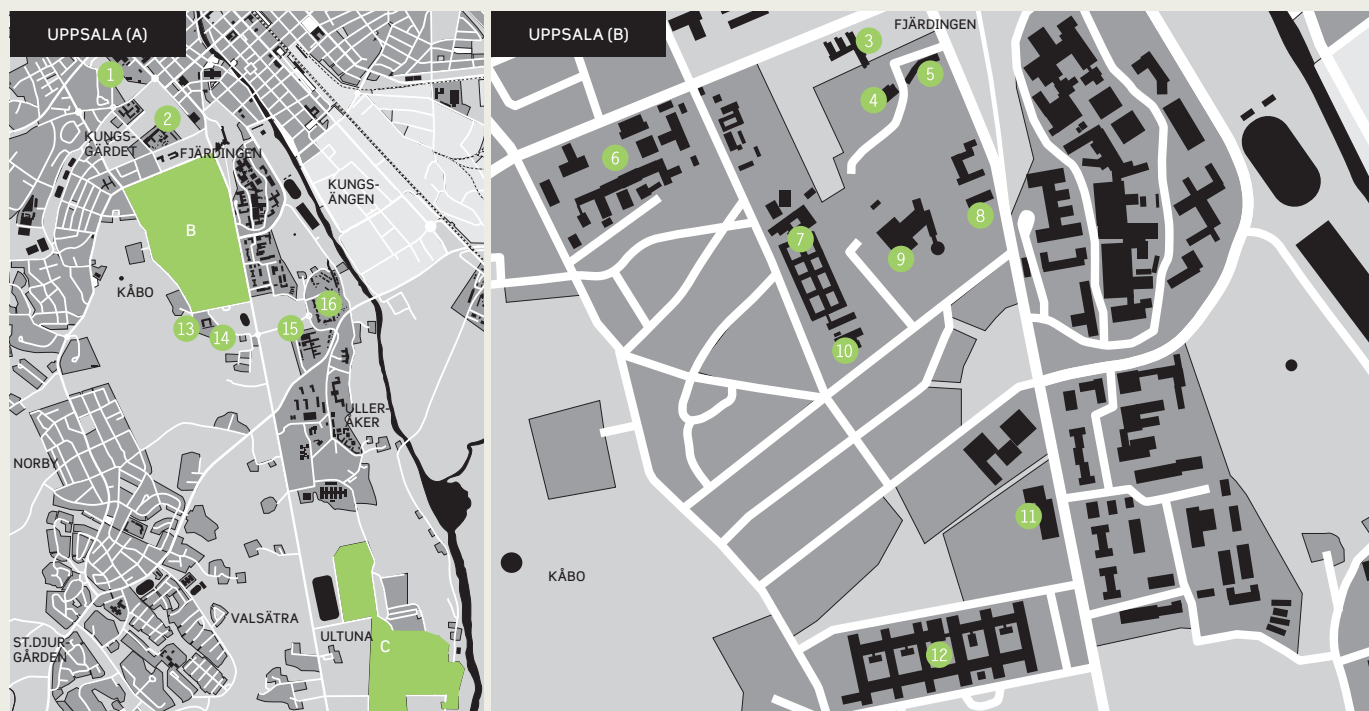 UPPSALA (A)
1
2
KUNGS-
GÄRDET
FJÄRDINGEN
KUNGS-
ÄNGEN
B
KÅBO
16
13
15
14
ULLER-
ÅKER
NORBY
VALSÄTRA
ULTUNA
ST.DJUR-
GÅRDEN
C
UPPSALA (B)
FJÄRDINGEN
3
5
4
6
8
7
9
10
11
KÅBO
12